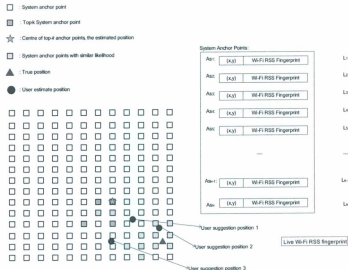 : System anchor point
: Top-k System anchor point
: Centre of top-k anchor points, the estimated position
: System anchor points with similar likelihood
: True position
: User estimate position
System Anchor Points:
(x,y) Wi-Fi RSS Fingerprint
(x,y) Wi-Fi RSS Fingerprint
(x,y) Wi-Fi RSS Fingerprint
(x,y) Wi-Fi RSS Fingerprint
(x,y) Wi-Fi RSS Fingerprint
...
(x,y) Wi-Fi RSS Fingerprint
(x,y) Wi-Fi RSS Fingerprint
User suggestion position 1
User suggestion position 2
User suggestion position 3
Live Wi-Fi RSS Fingerprint